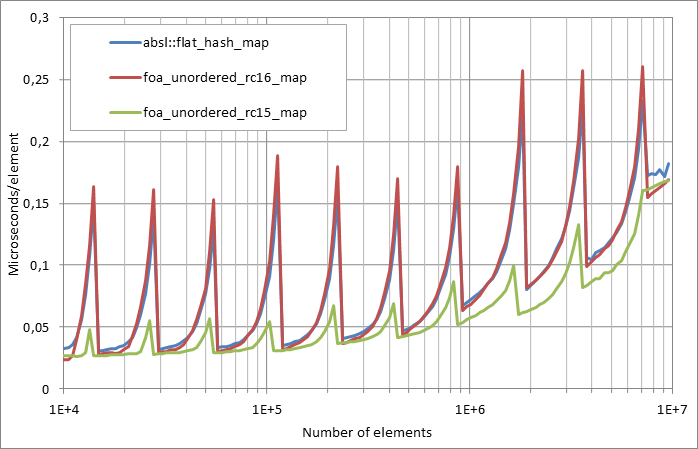 0,3
absl::flat_hash_map
0,25
foa_unordered_rc16_map
foa_unordered_rc15_map
0,2
0,15
0,1
0,05
0
Microseconds/element
1E+4
1E+5
1E+6
1E+7
Number of elements